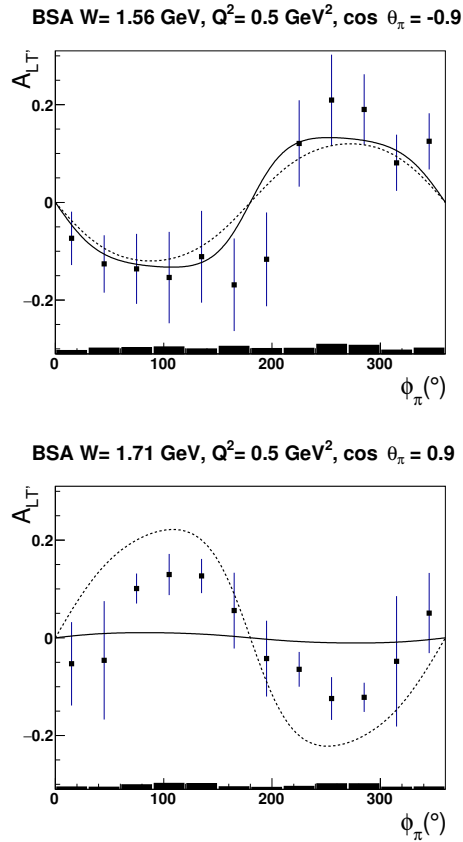 BSA W= 1.56 GeV, Q²= 0.5 GeV², cos θπ = -0.9
A_LT'
0.2
0
−0.2
0 100 200 300
ϕπ(°)
BSA W= 1.71 GeV, Q²= 0.5 GeV², cos θπ = 0.9
A_LT'
0.2
0
−0.2
0 100 200 300
ϕπ(°)